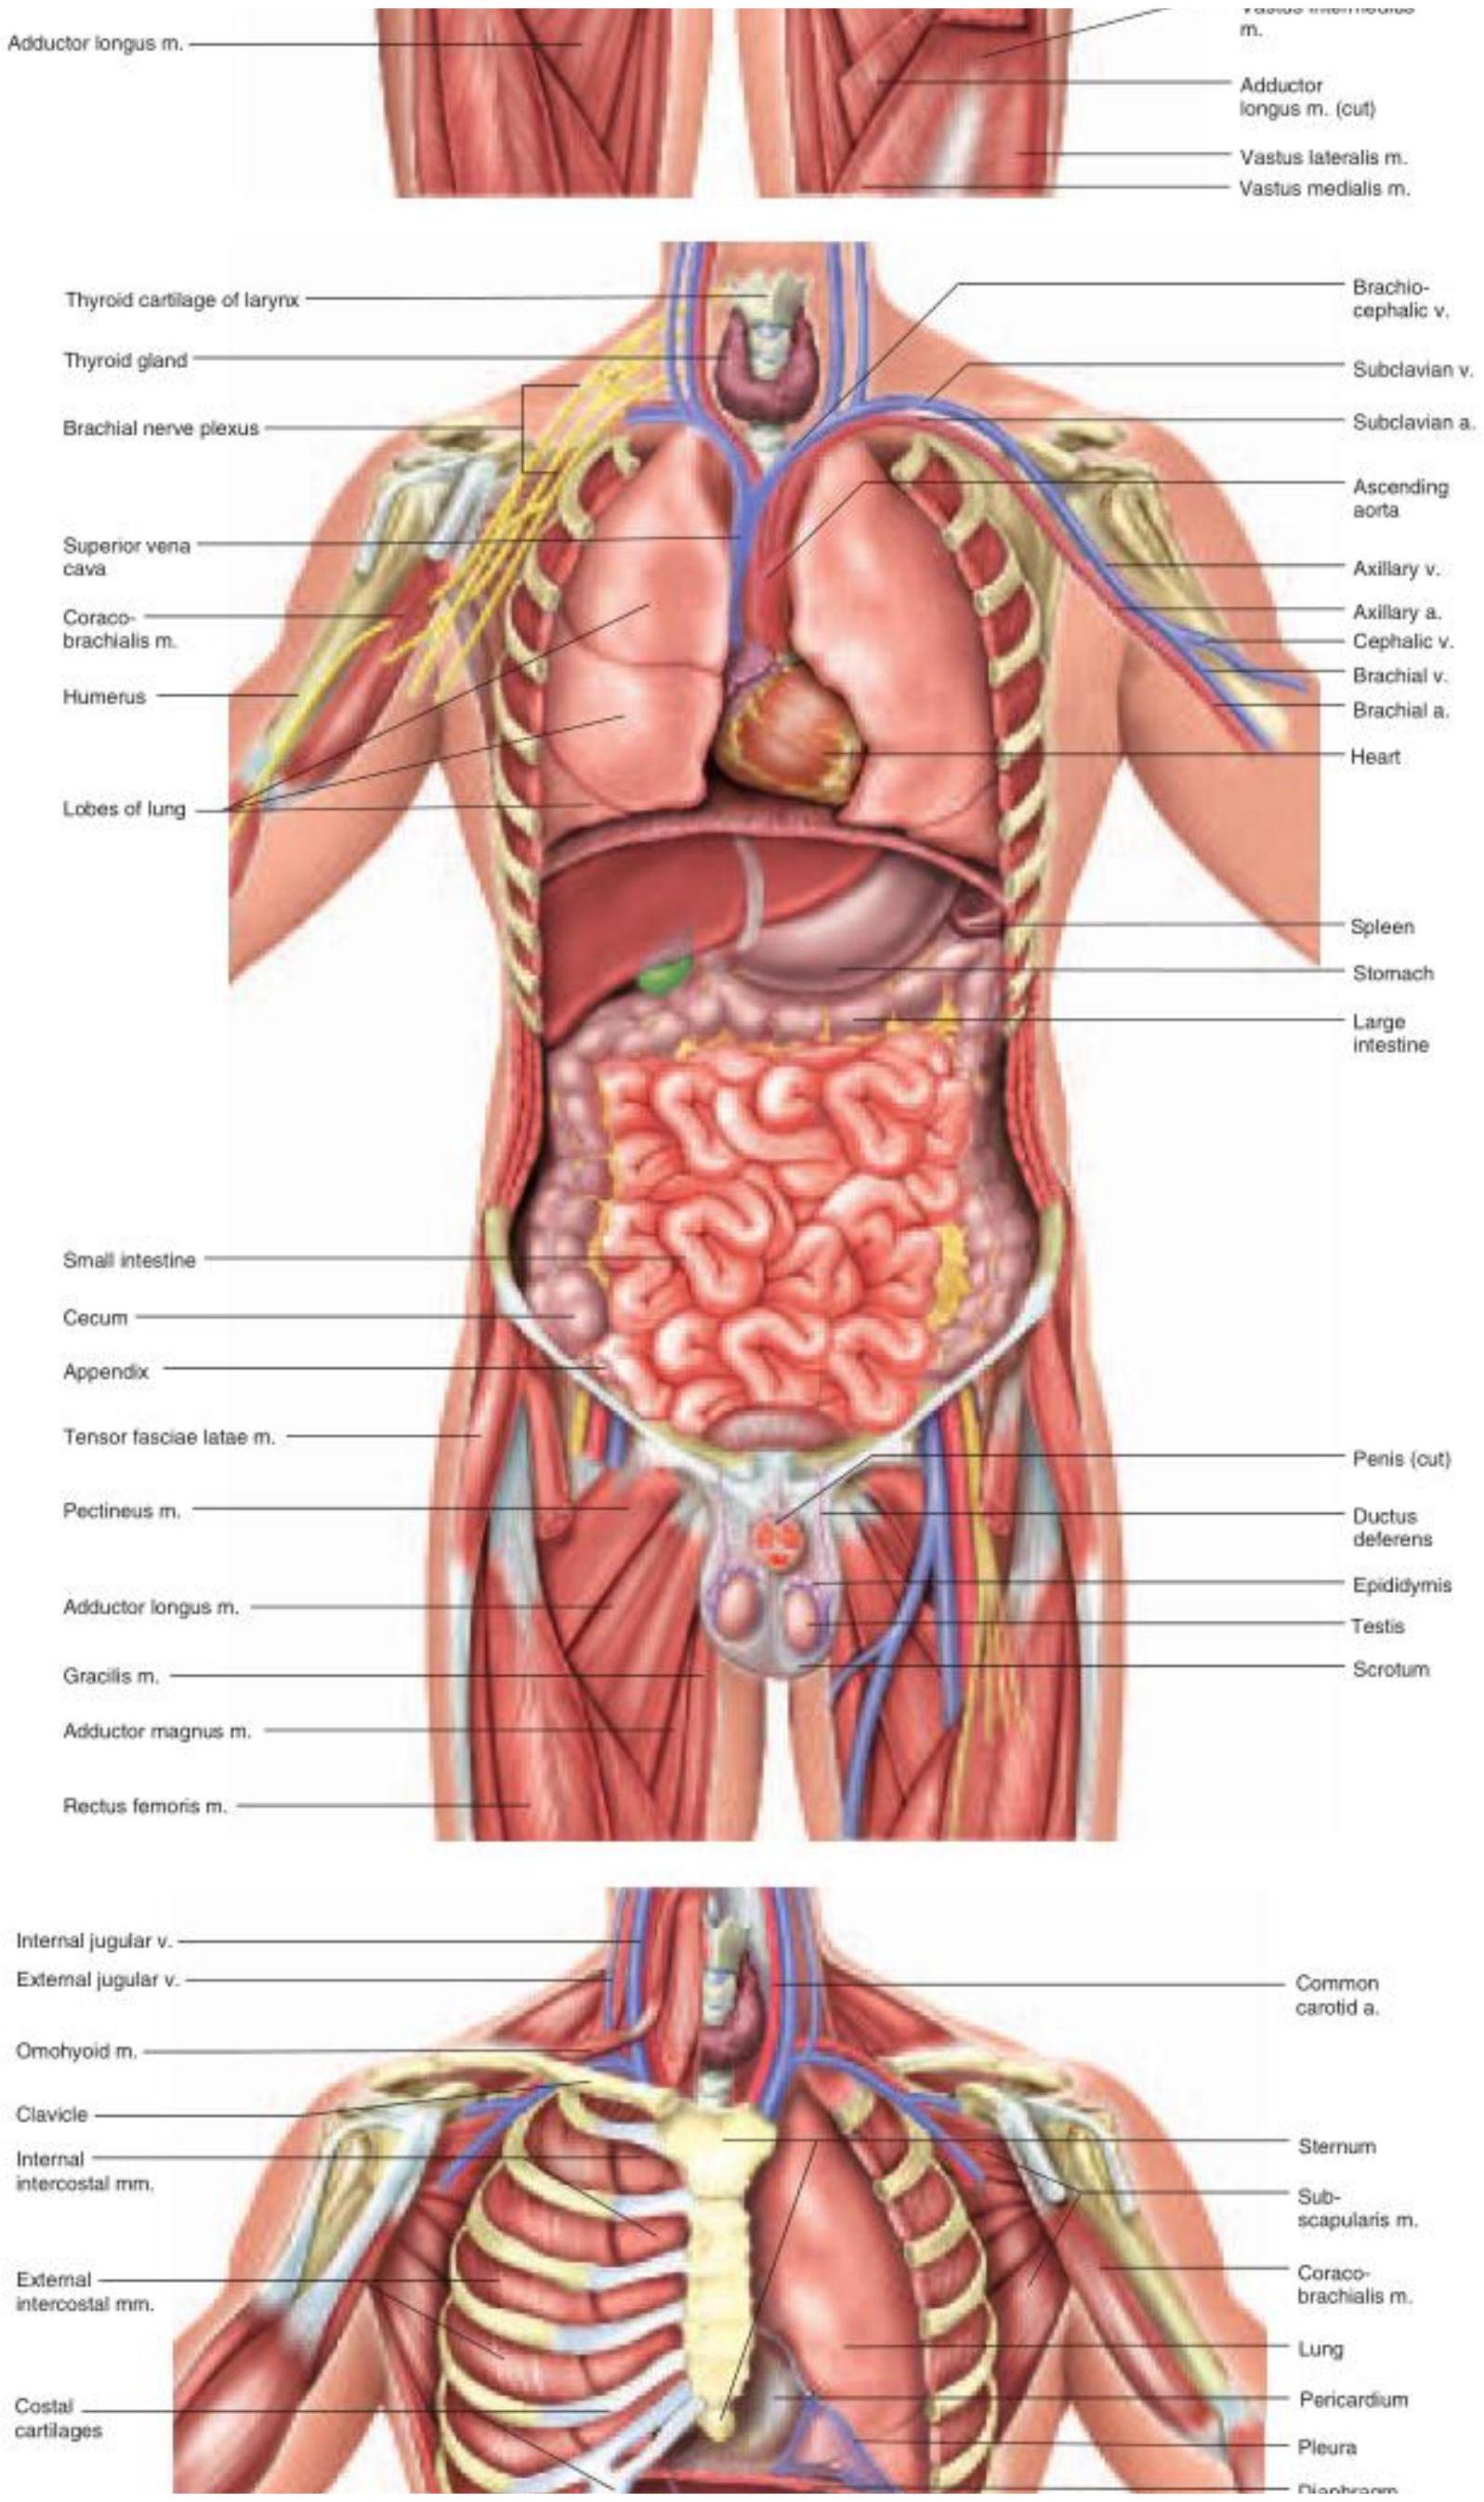 Adductor longus m.
Vastus intermedius
m.
Adductor
longus m. (cut)
Vastus lateralis m.
Vastus medialis m.
Thyroid cartilage of larynx
Thyroid gland
Brachial nerve plexus
Superior vena
cava
Coraco-
brachialis m.
Humerus
Lobes of lung
Small intestine
Cecum
Appendix
Tensor fasciae latae m.
Pectineus m.
Adductor longus m.
Gracilis m.
Adductor magnus m.
Rectus femoris m.
Brachio-
cephalic v.
Subclavian v.
Subclavian a.
Ascending
aorta
Axillary v.
Axillary a.
Cephalic v.
Brachial v.
Brachial a.
Heart
Spleen
Stomach
Large
intestine
Penis (cut)
Ductus
deferens
Epididymis
Testis
Scrotum
Internal jugular v.
External jugular v.
Omohyoid m.
Clavicle
Internal
intercostal mm.
External
intercostal mm.
Costal
cartilages
Common
carotid a.
Sternum
Sub-
scapularis m.
Coraco-
brachialis m.
Lung
Pericardium
Pleura
Diaphragm